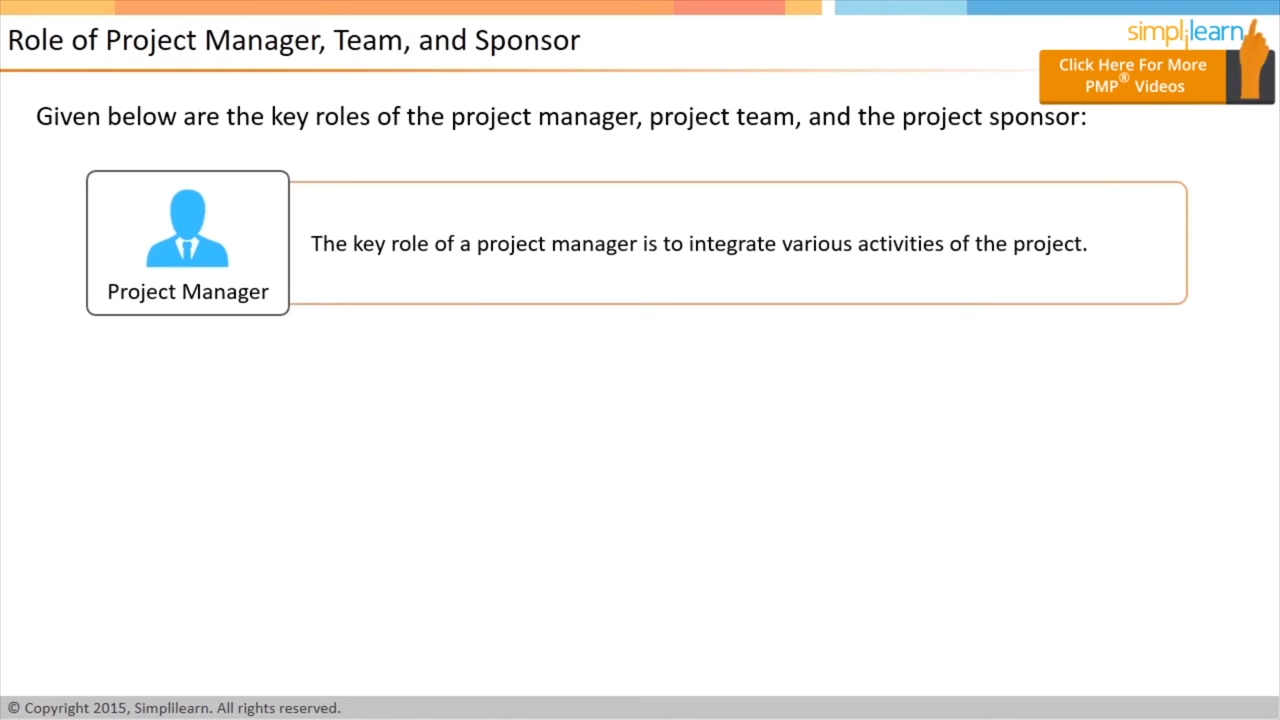 Role of Project Manager, Team, and Sponsor
simplilearn
Click Here For More
PMP® Videos
Given below are the key roles of the project manager, project team, and the project sponsor:
The key role of a project manager is to integrate various activities of the project.
Project Manager
© Copyright 2015, Simplilearn. All rights reserved.